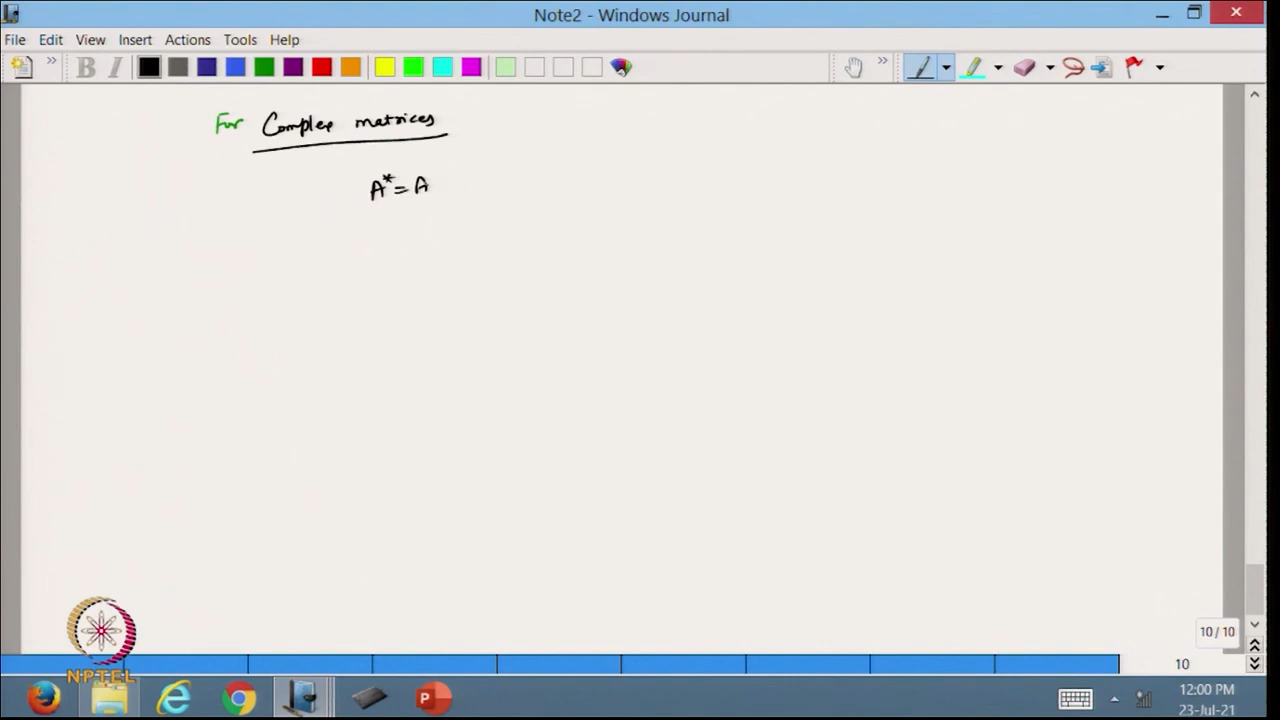 Note2 - Windows Journal
File Edit View Insert Actions Tools Help
B I
For Complex matrices
A* = A
10 / 10
10
NPTEL
12:00 PM
23-Jul-21